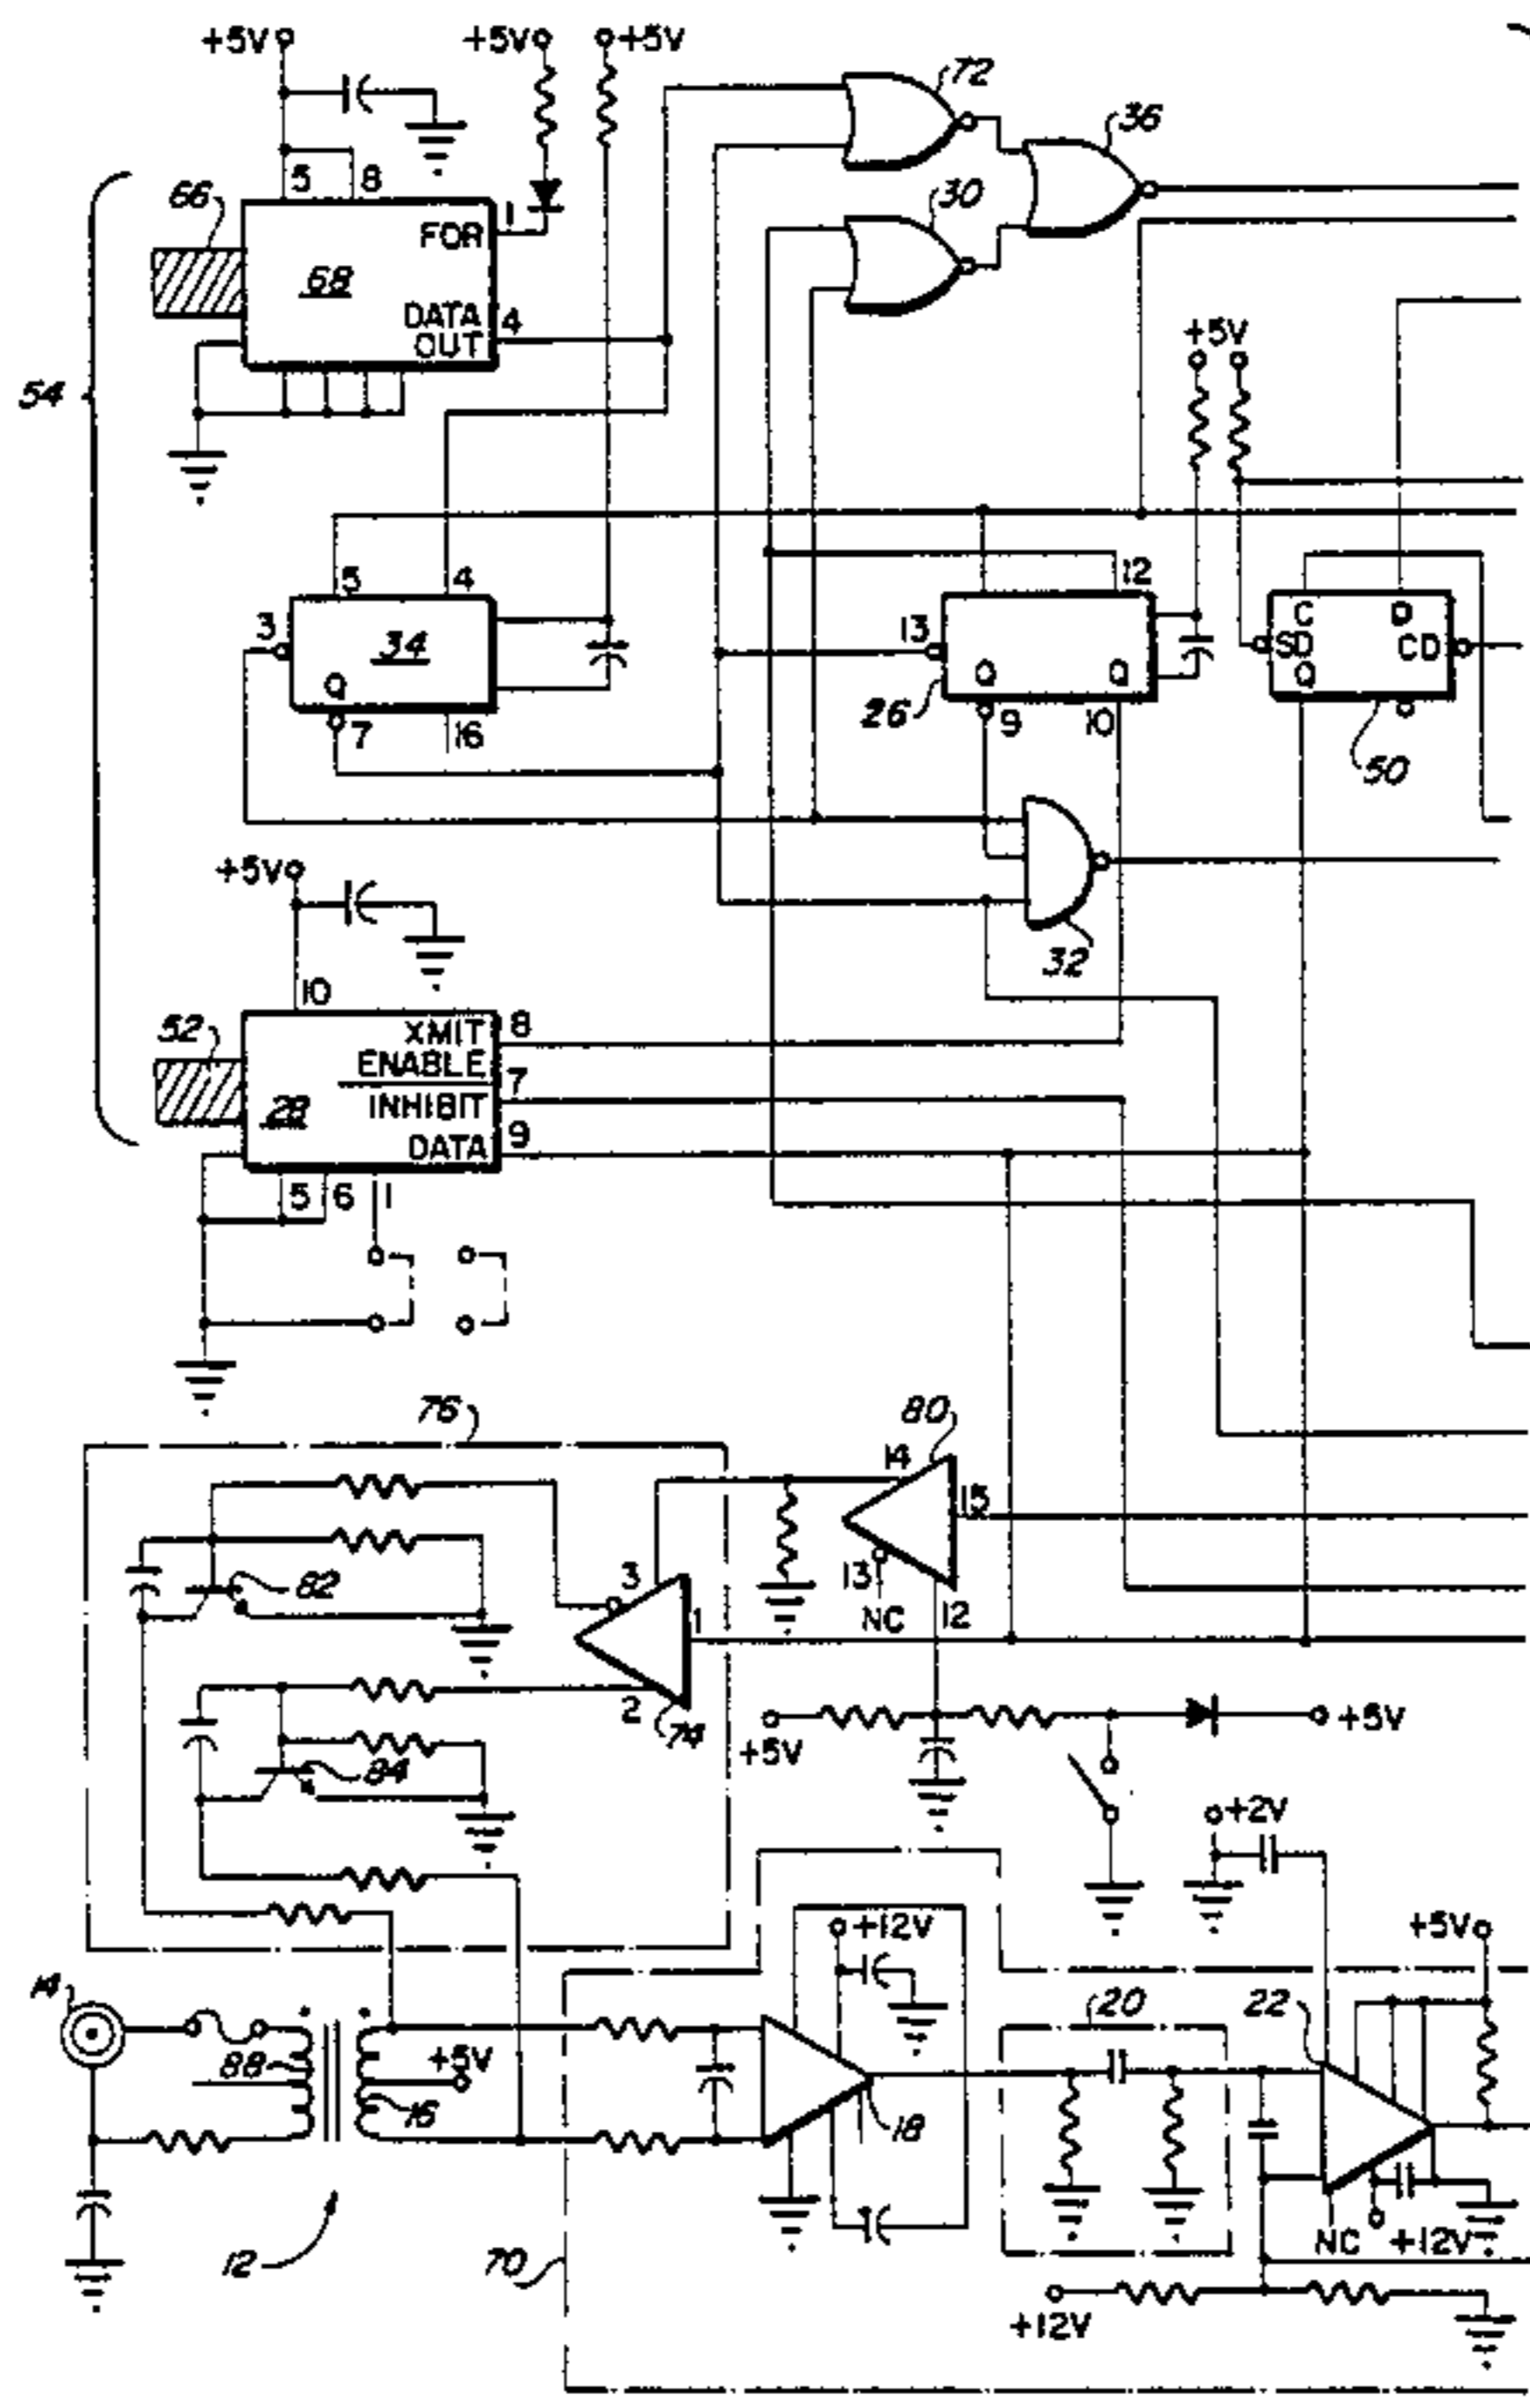 +5V +5V +5V
72
36
5 8
66
1
30
FOR
68
DATA OUT
4
+5V
54
5 4
12
3
34
13
C D
SD CD
Q
Q Q
Q
26
7 16
9 10
50
+5V
32
10
52
XMIT ENABLE
8
7
28
INHIBIT
DATA
9
5 6 1
76
80
14
15
3
13
82
NC
12
1
2
74
+5V
+5V
84
+2V
+12V
+5V
14
20
22
88
+5V
16
18
NC
+12V
12
70
+12V